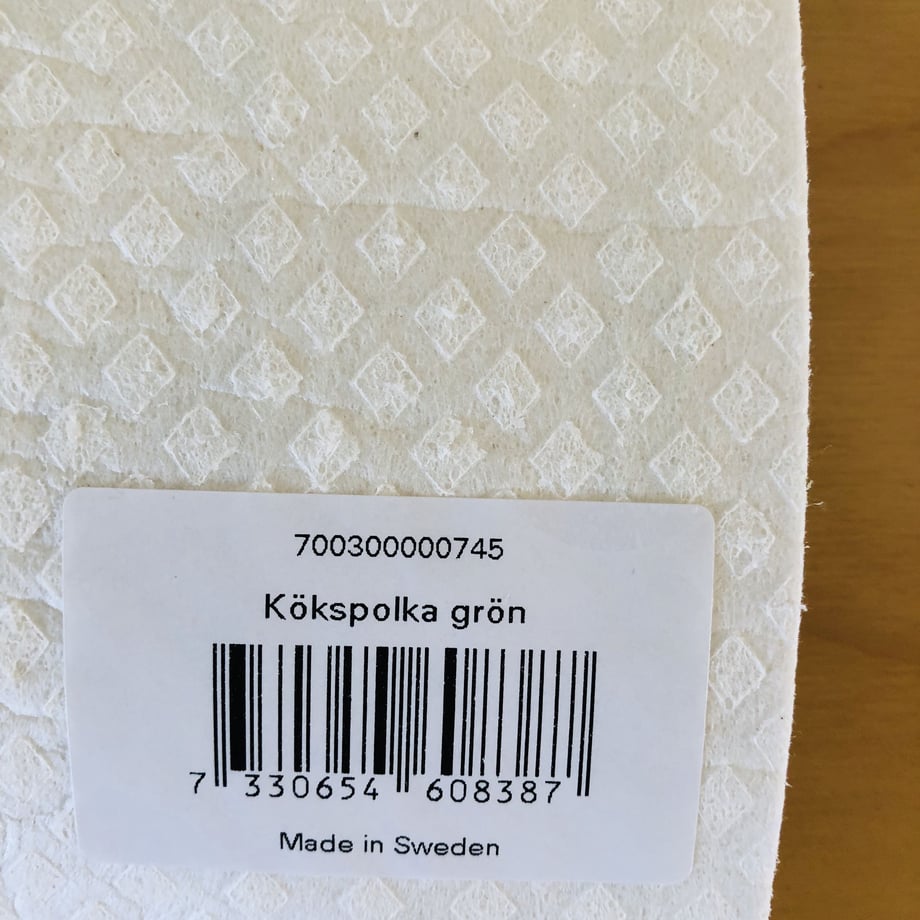 700300000745
Kökspolka grön
7 330654 608387
Made in Sweden